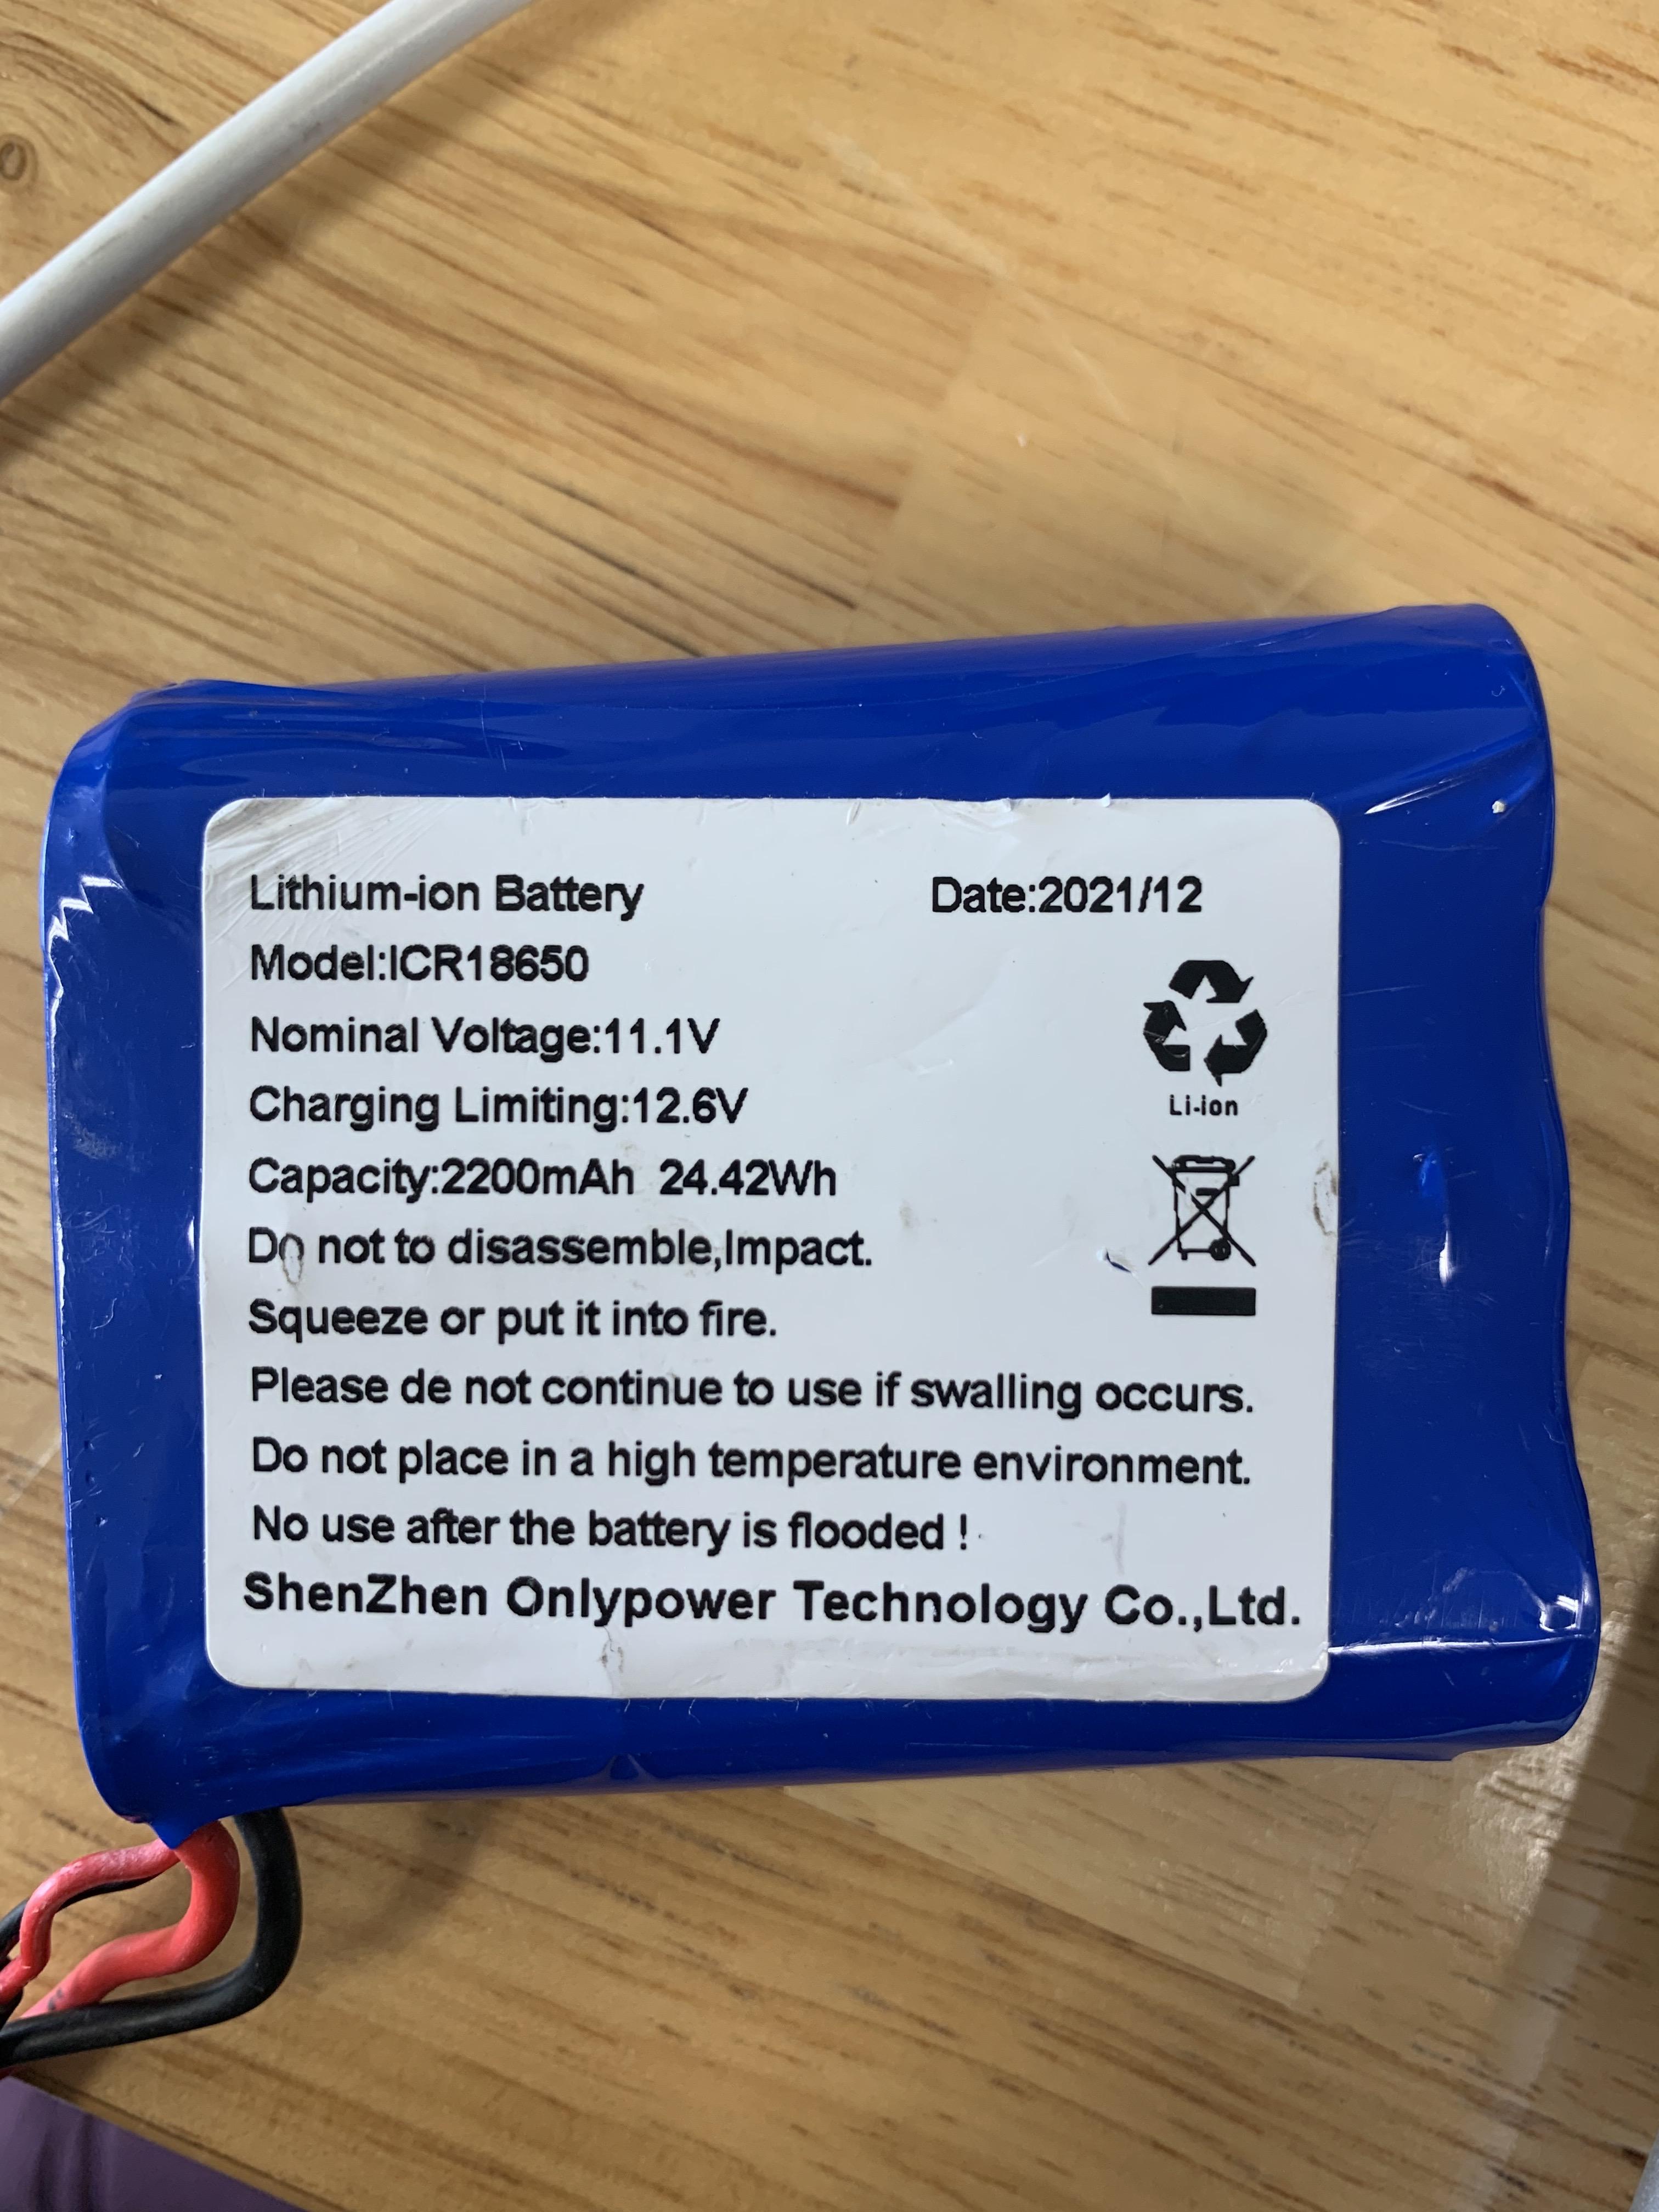 Lithium-ion Battery Date:2021/12
Model:ICR18650
Nominal Voltage:11.1V
Charging Limiting:12.6V
Li-ion
Capacity:2200mAh 24.42Wh
Do not to disassemble,Impact.
Squeeze or put it into fire.
Please de not continue to use if swalling occurs.
Do not place in a high temperature environment.
No use after the battery is flooded !
ShenZhen Onlypower Technology Co.,Ltd.